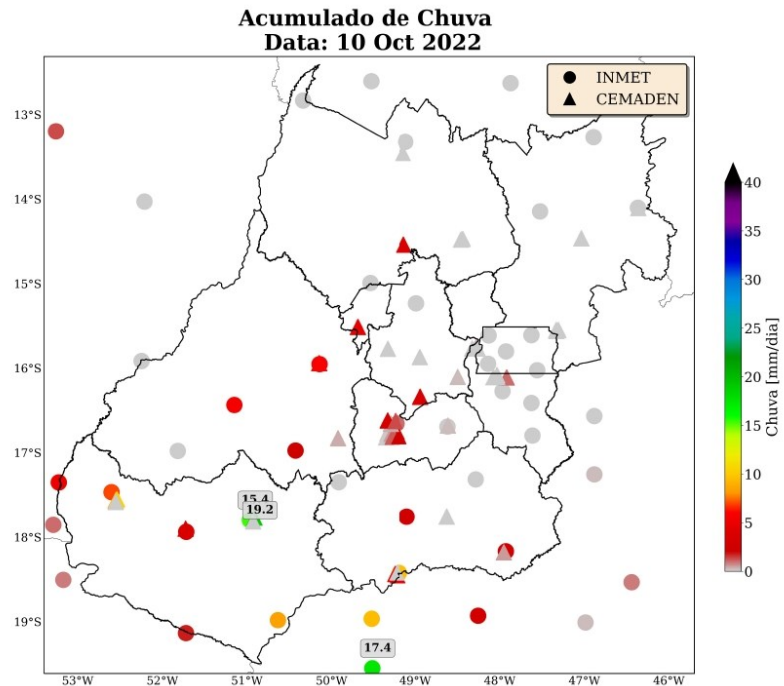 Acumulado de Chuva
Data: 10 Oct 2022
INMET
CEMADEN
13°S
14°S
15°S
16°S
17°S
18°S
19°S
53°W
52°W
51°W
50°W
49°W
48°W
47°W
46°W
15.4
19.2
17.4
40
35
30
25
20
15
10
5
0
Chuva [mm/dia]